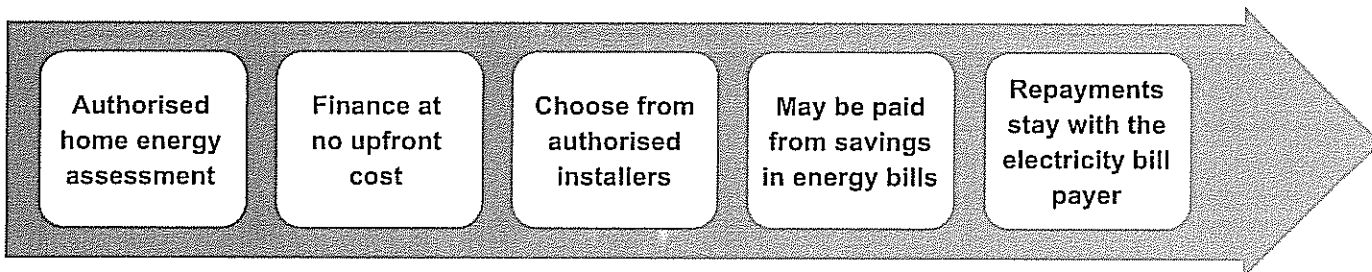 Authorised
home energy
assessment
Finance at
no upfront
cost
Choose from
authorised
installers
May be paid
from savings
in energy bills
Repayments
stay with the
electricity bill
payer